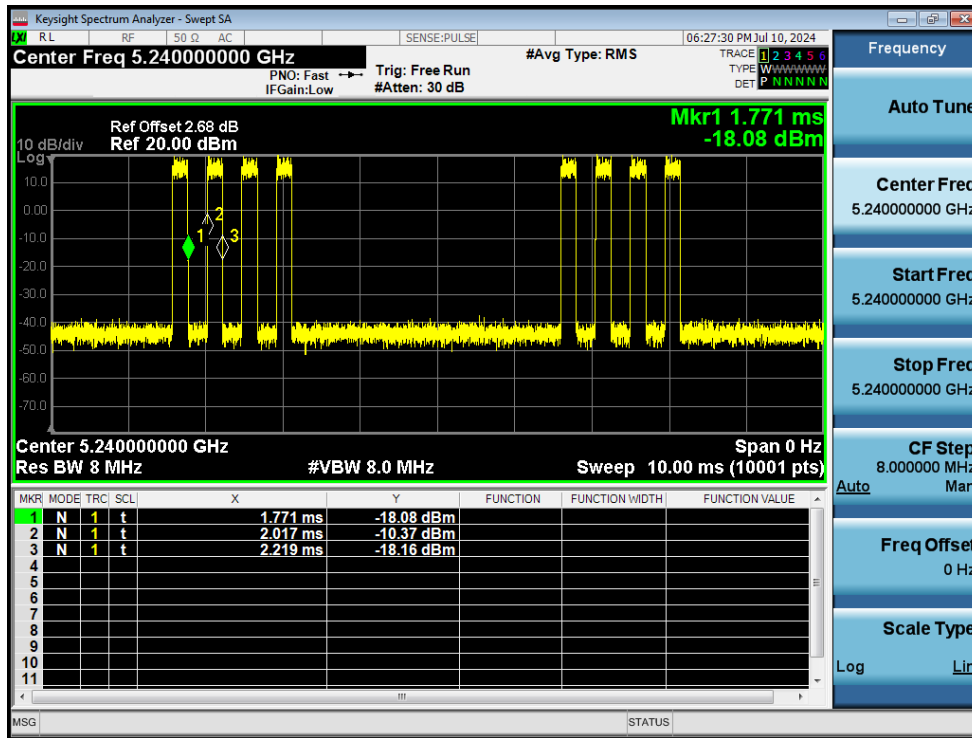 Keysight Spectrum Analyzer - Swept SA
LXI RL RF 50 Ω AC SENSE:PULSE 06:27:30 PM Jul 10, 2024
Center Freq 5.240000000 GHz
PNO: Fast
IFGain:Low
Trig: Free Run
#Atten: 30 dB
#Avg Type: RMS
TRACE 1 2 3 4 5 6
TYPE WWWWWW
DET P N N N N N
Mkr1 1.771 ms
-18.08 dBm
Ref Offset 2.68 dB
10 dB/div Ref 20.00 dBm
Log
10.0
0.00
-10.0
-20.0
-30.0
-40.0
-50.0
-60.0
-70.0
1
2
3
Center 5.240000000 GHz Span 0 Hz
Res BW 8 MHz #VBW 8.0 MHz Sweep 10.00 ms (10001 pts)
MKR MODE TRC SCL X Y FUNCTION FUNCTION WIDTH FUNCTION VALUE
1 N 1 t 1.771 ms -18.08 dBm
2 N 1 t 2.017 ms -10.37 dBm
3 N 1 t 2.219 ms -18.16 dBm
4
5
6
7
8
9
10
11
MSG STATUS
Frequency
Auto Tune
Center Freq
5.240000000 GHz
Start Freq
5.240000000 GHz
Stop Freq
5.240000000 GHz
CF Step
8.000000 MHz
Auto Man
Freq Offset
0 Hz
Scale Type
Log Lin